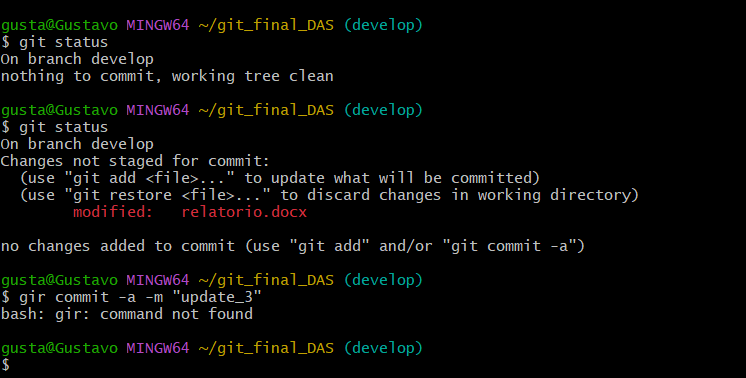 gusta@Gustavo MINGW64 ~/git_final_DAS (develop)
$ git status
On branch develop
nothing to commit, working tree clean
gusta@Gustavo MINGW64 ~/git_final_DAS (develop)
$ git status
On branch develop
Changes not staged for commit:
(use "git add <file>..." to update what will be committed)
(use "git restore <file>..." to discard changes in working directory)
modified: relatorio.docx
no changes added to commit (use "git add" and/or "git commit -a")
gusta@Gustavo MINGW64 ~/git_final_DAS (develop)
$ gir commit -a -m "update_3"
bash: gir: command not found
gusta@Gustavo MINGW64 ~/git_final_DAS (develop)
$